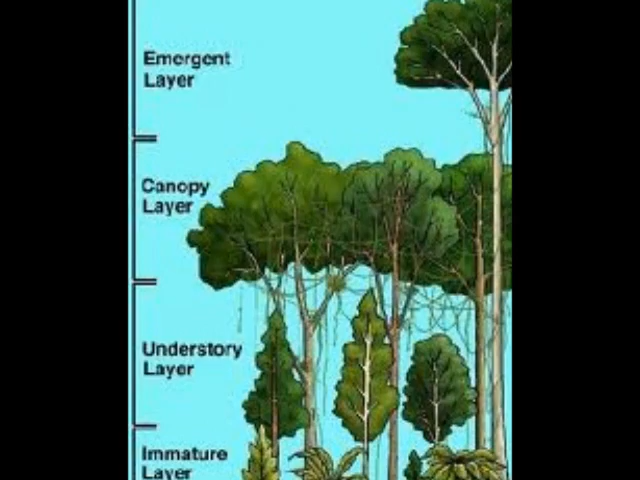 Emergent
Layer
Canopy
Layer
Understory
Layer
Immature
Layer